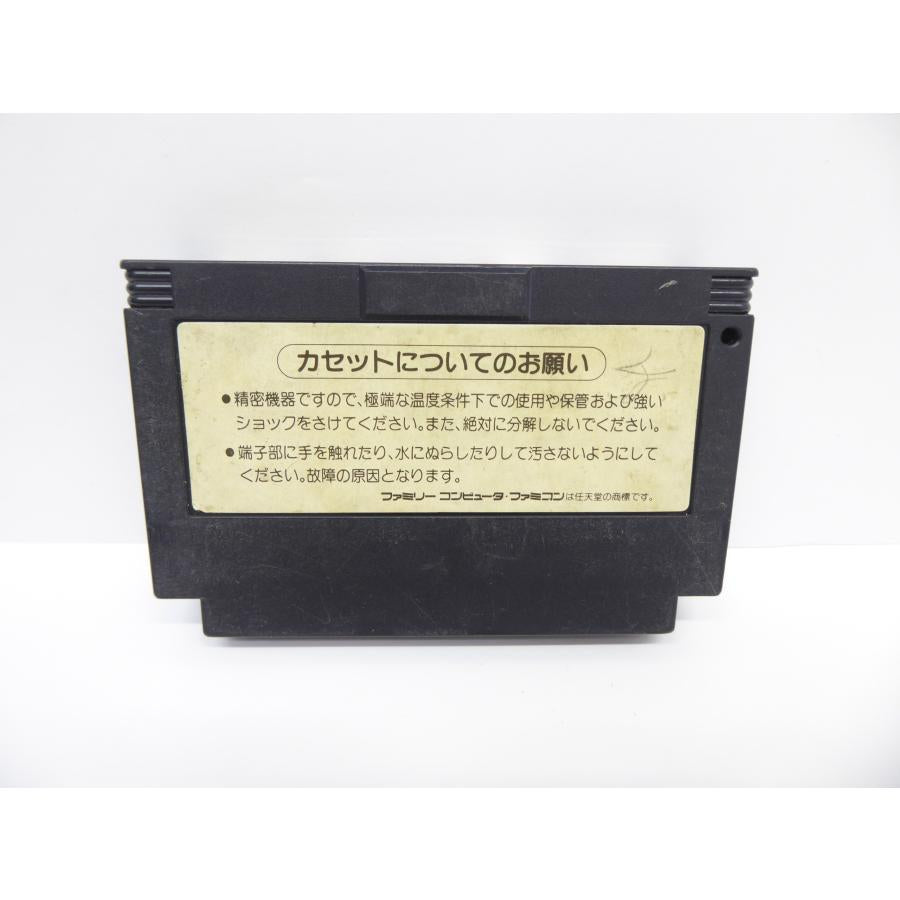 カセットについてのお願い
●精密機器ですので、極端な温度条件下での使用や保管および強い
ショックをさけてください。また、絶対に分解しないでください。
●端子部に手を触れたり、水にぬらしたりして汚さないようにして
ください。故障の原因となります。
ファミリーコンピュータ・ファミコンは任天堂の商標です。